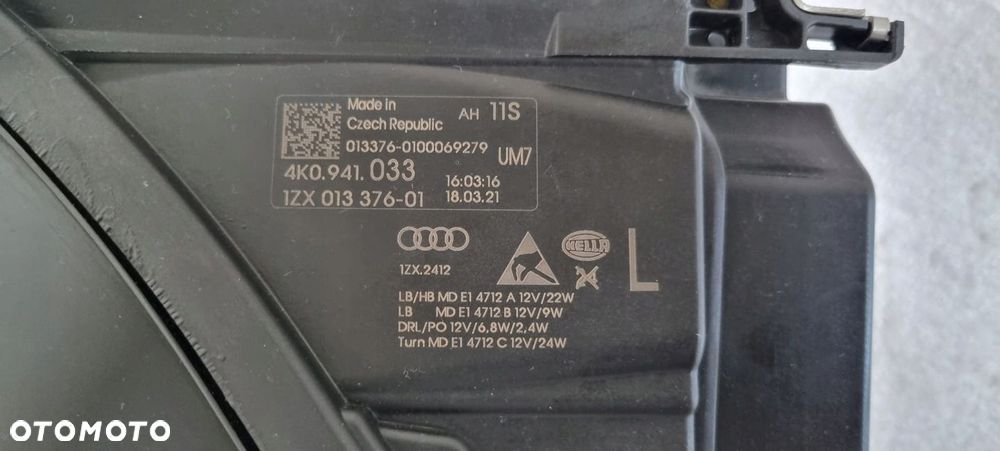 Made in
Czech Republic
AH 11S
013376-0100069279
UM7
4K0.941.033
16:03:16
1ZX 013 376-01
18.03.21
HELLA
1ZX.2412
L
LB/HB MD E1 4712 A 12V/22W
LB MD E1 4712 B 12V/9W
DRL/PO 12V/6,8W/2,4W
Turn MD E1 4712 C 12V/24W
OTOMOTO